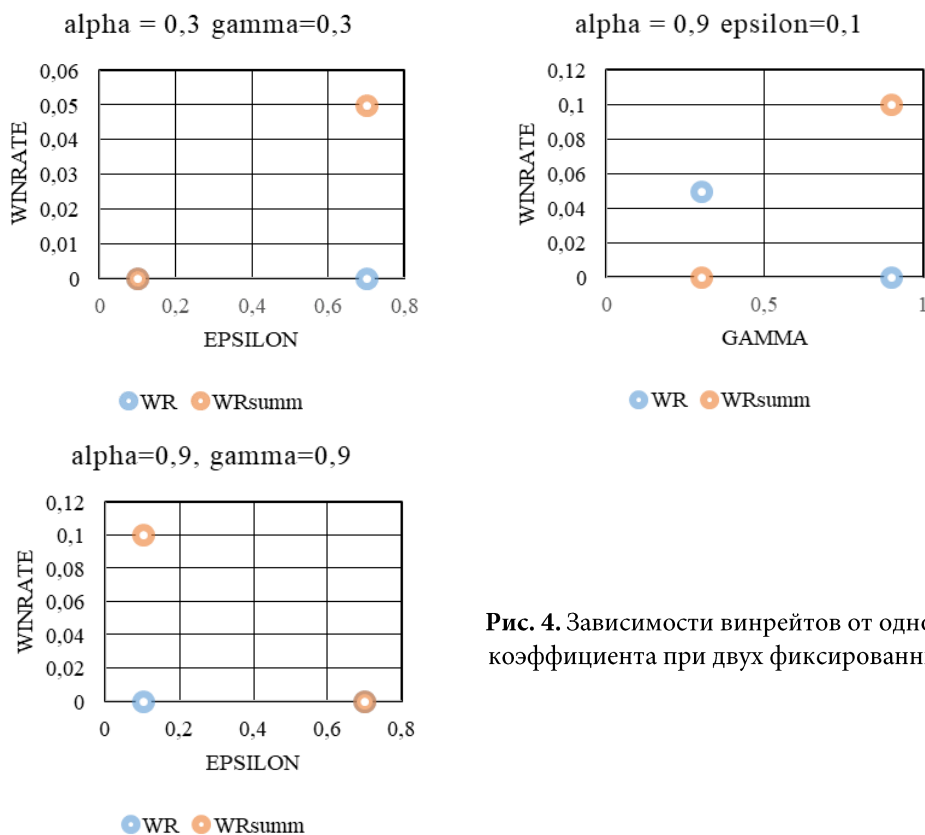 alpha = 0,3 gamma=0,3
0,06
0,05
0,04
0,03
0,02
0,01
0
WINRATE
0 0,2 0,4 0,6 0,8
EPSILON
WR WRsumm
alpha = 0,9 epsilon=0,1
0,12
0,1
0,08
0,06
0,04
0,02
0
WINRATE
0 0,5 1
GAMMA
WR WRsumm
alpha=0,9, gamma=0,9
0,12
0,1
0,08
0,06
0,04
0,02
0
WINRATE
0 0,2 0,4 0,6 0,8
EPSILON
WR WRsumm
Рис. 4. Зависимости винрейтов от
коэффициента при двух